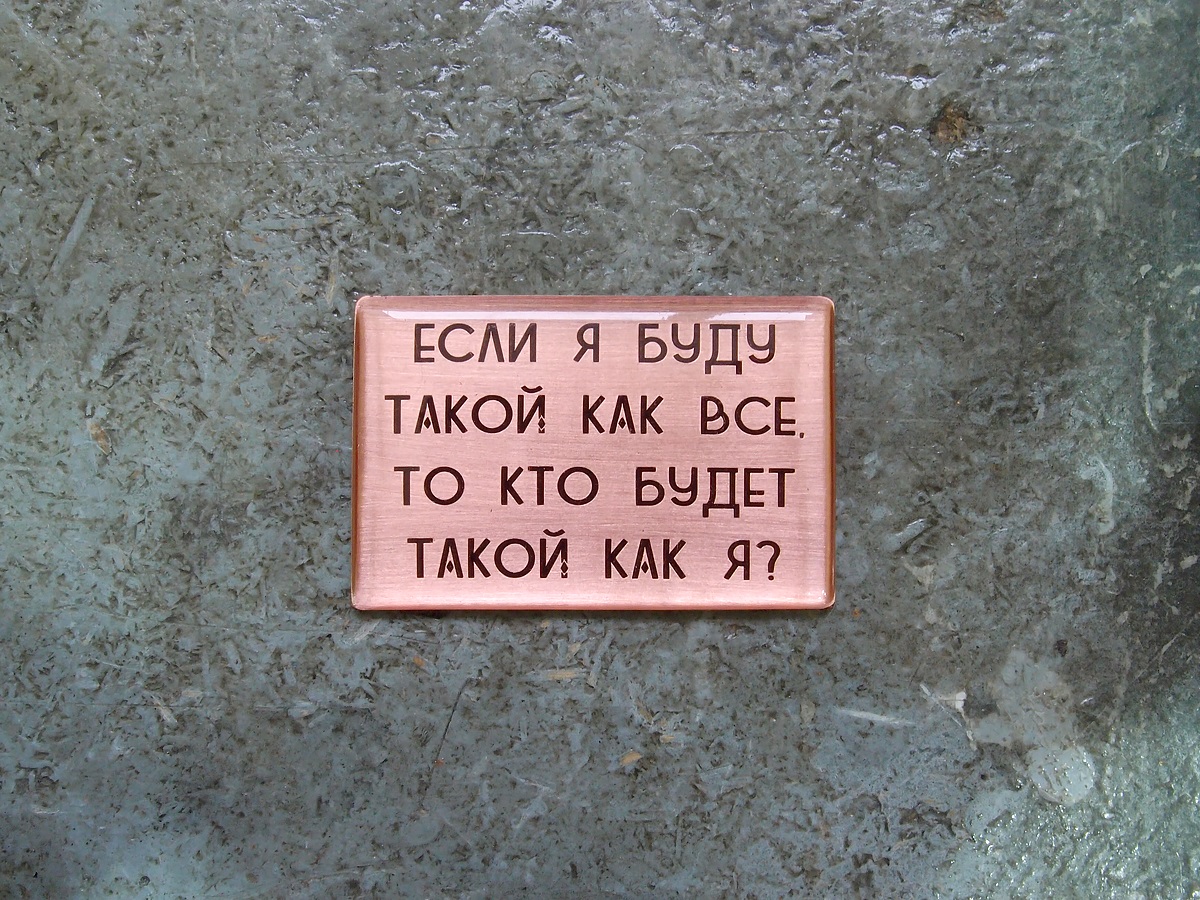 ЕСЛИ Я БУДУ
ТАКОЙ КАК ВСЕ,
ТО КТО БУДЕТ
ТАКОЙ КАК Я?